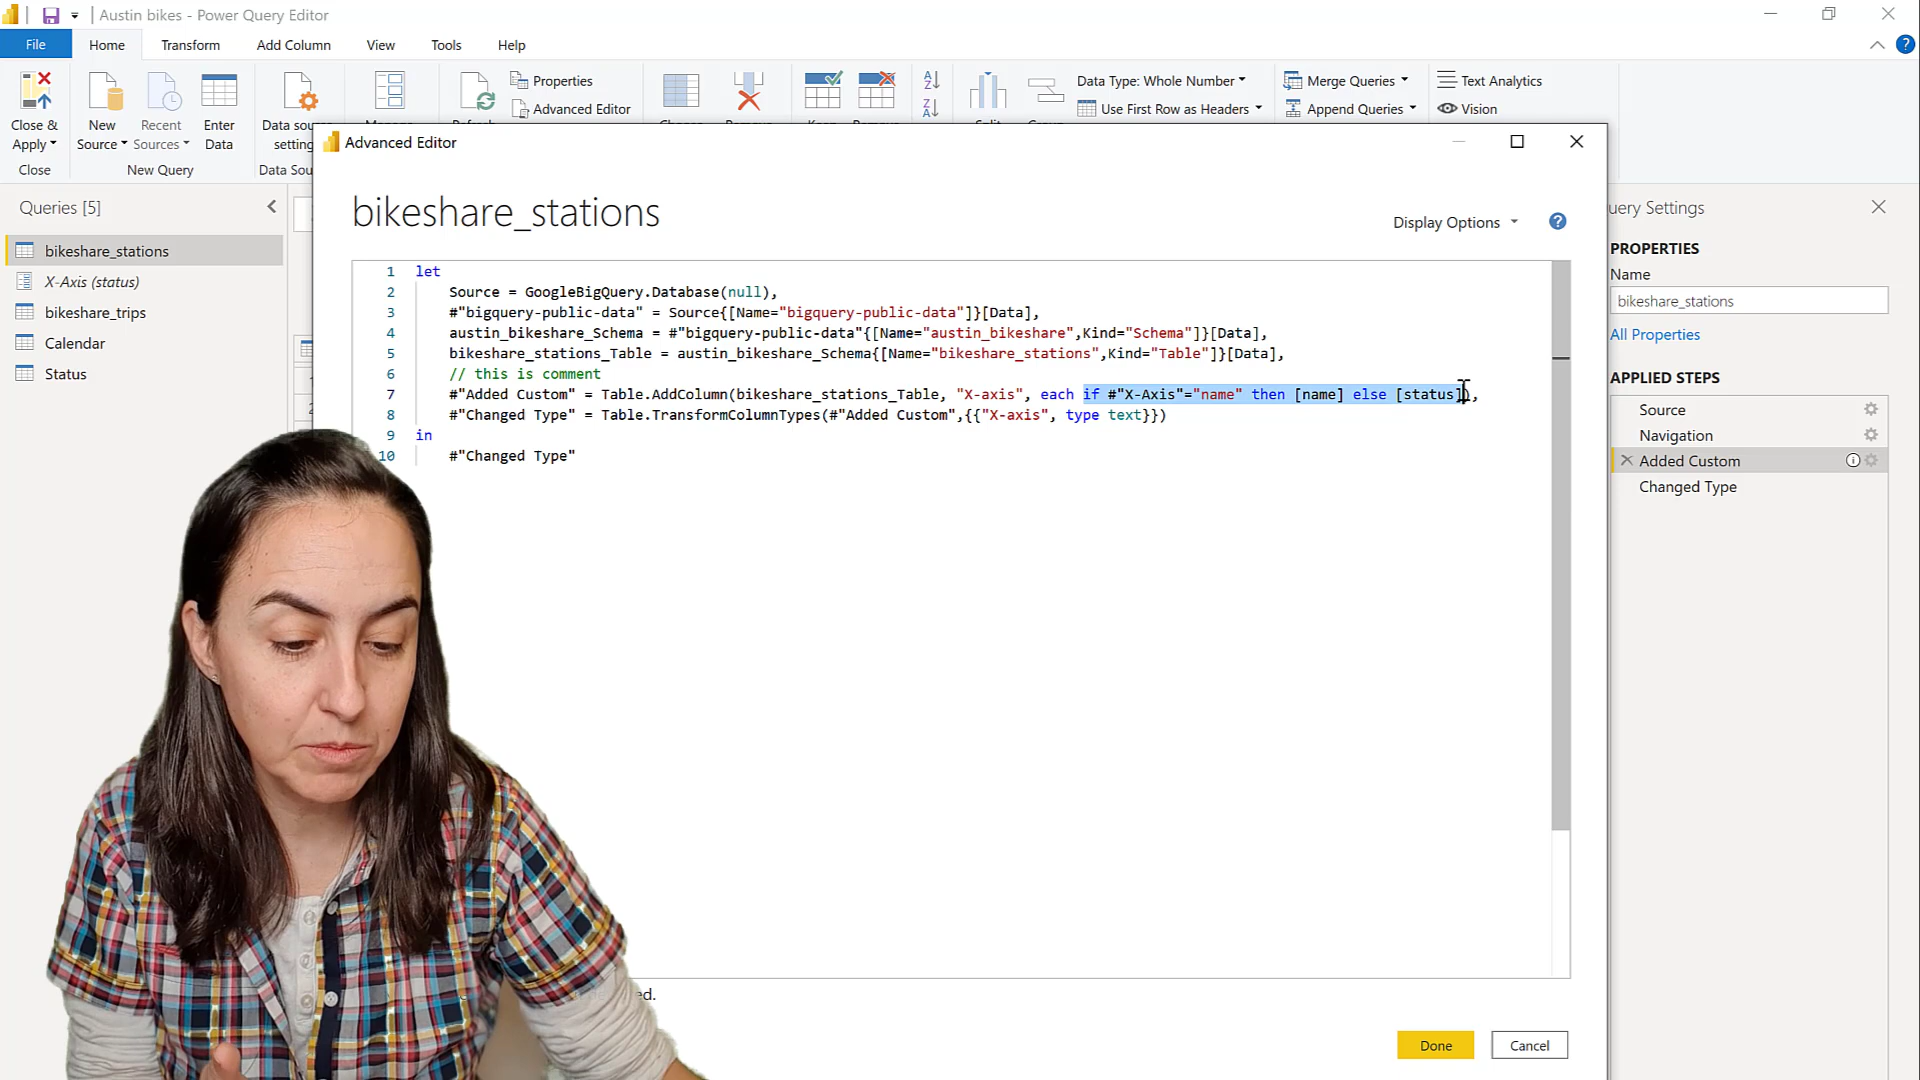 Austin bikes - Power Query Editor
File Home Transform Add Column View Tools Help
Close & Apply
Close
New Source
Recent Sources
Enter Data
New Query
Data
Properties
Advanced Editor
Data Type: Whole Number
Use First Row as Headers
Merge Queries
Append Queries
Text Analytics
Vision
Queries [5]
bikeshare_stations
X-Axis (status)
bikeshare_trips
Calendar
Status
Advanced Editor
bikeshare_stations
Display Options
1 let
2 Source = GoogleBigQuery.Database(null),
3 #"bigquery-public-data" = Source{[Name="bigquery-public-data"]}[Data],
4 austin_bikeshare_Schema = #"bigquery-public-data"{[Name="austin_bikeshare",Kind="Schema"]}[Data],
5 bikeshare_stations_Table = austin_bikeshare_Schema{[Name="bikeshare_stations",Kind="Table"]}[Data],
6 // this is comment
7 #"Added Custom" = Table.AddColumn(bikeshare_stations_Table, "X-axis", each if #"X-Axis"="name" then [name] else [status]),
8 #"Changed Type" = Table.TransformColumnTypes(#"Added Custom",{{"X-axis", type text}})
9 in
10 #"Changed Type"
Done
Cancel
uery Settings
PROPERTIES
Name
bikeshare_stations
All Properties
APPLIED STEPS
Source
Navigation
Added Custom
Changed Type